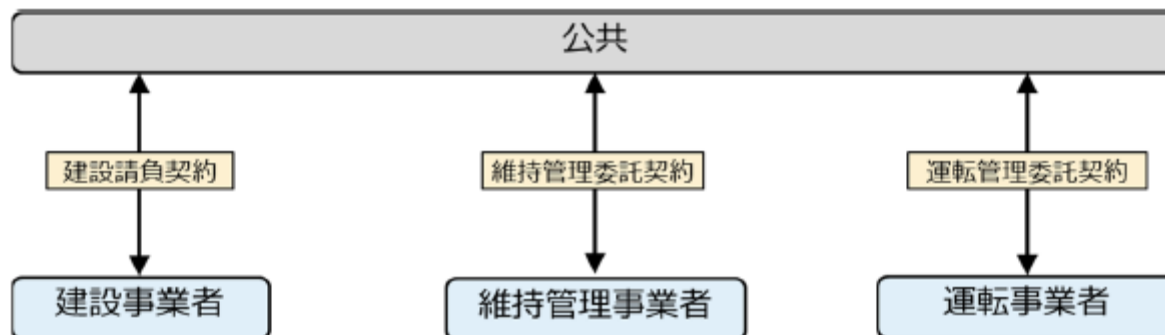 公共
建設請負契約
維持管理委託契約
運転管理委託契約
建設事業者
維持管理事業者
運転事業者